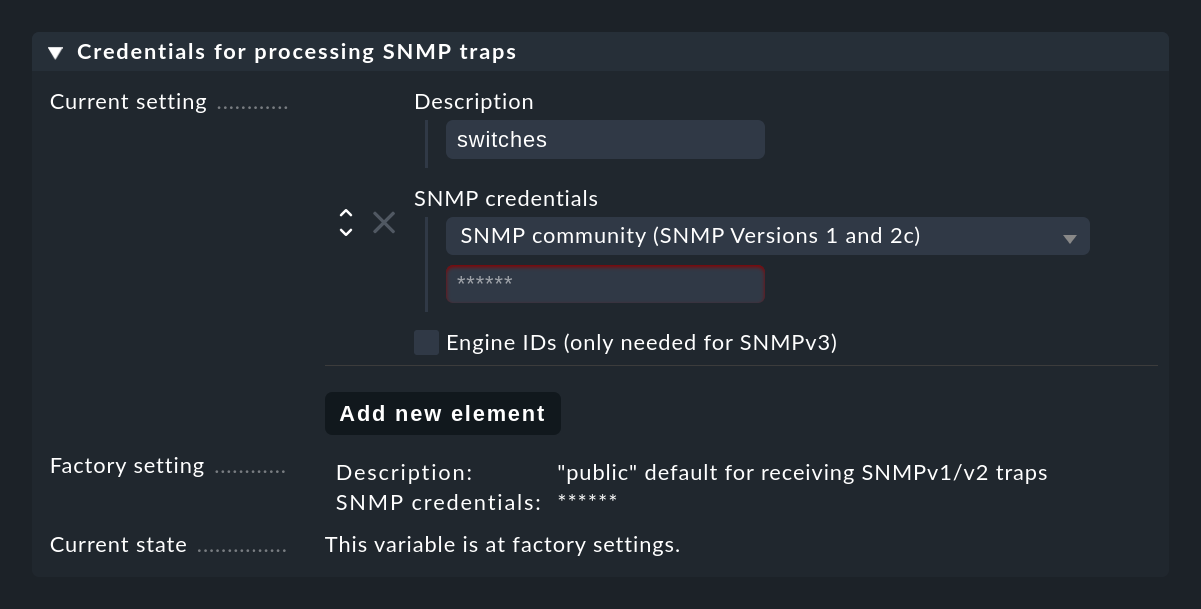 Credentials for processing SNMP traps
Current setting ............ Description
switches
SNMP credentials
SNMP community (SNMP Versions 1 and 2c)
******
Engine IDs (only needed for SNMPv3)
Add new element
Factory setting ............ Description: "public" default for receiving SNMPv1/v2 traps
SNMP credentials: ******
Current state ............... This variable is at factory settings.